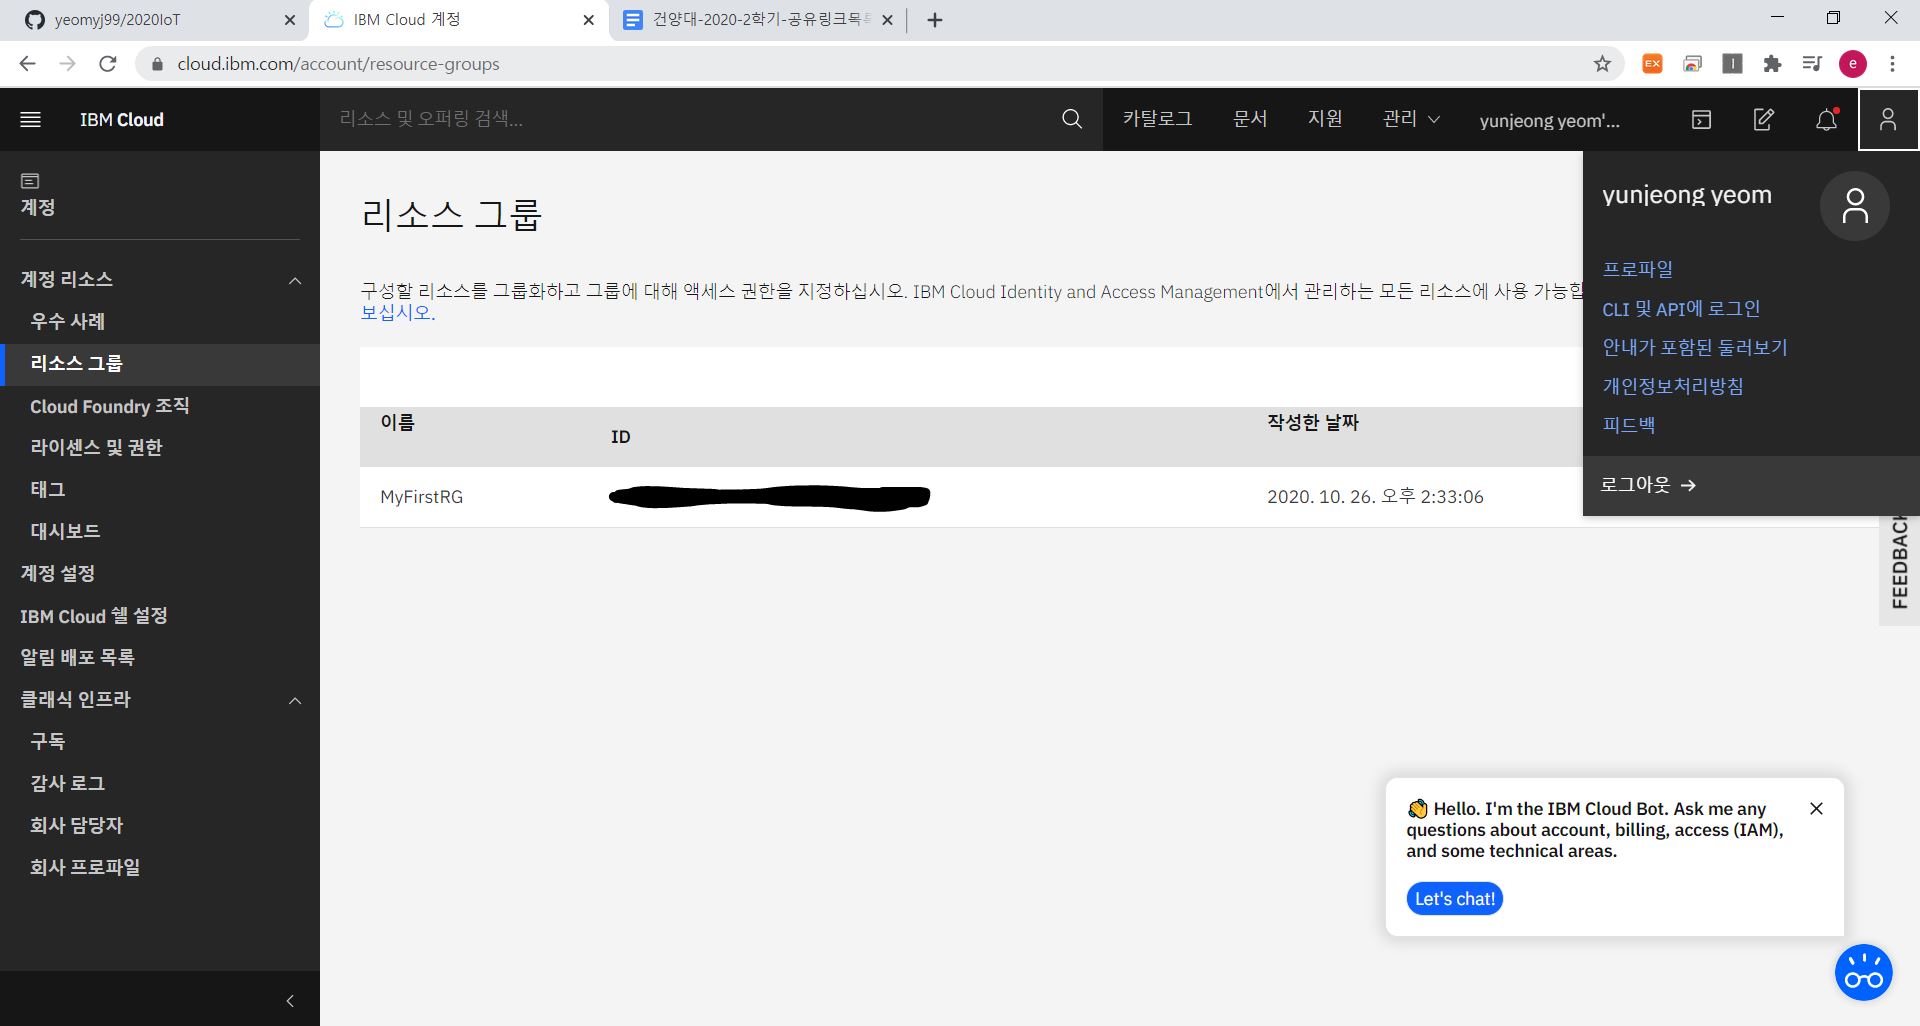 yeomyj99/2020IoT
IBM Cloud 계정
건양대-2020-2학기-공유링크목
cloud.ibm.com/account/resource-groups
EX
e
IBM Cloud
리소스 및 오퍼링 검색...
카탈로그
문서
지원
관리
yunjeong yeom'...
계정
계정 리소스
우수 사례
리소스 그룹
Cloud Foundry 조직
라이센스 및 권한
태그
대시보드
계정 설정
IBM Cloud 쉘 설정
알림 배포 목록
클래식 인프라
구독
감사 로그
회사 담당자
회사 프로파일
리소스 그룹
구성할 리소스를 그룹화하고 그룹에 대해 액세스 권한을 지정하십시오. IBM Cloud Identity and Access Management에서 관리하는 모든 리소스에 사용
보십시오.
이름
ID
작성한 날짜
MyFirstRG
2020. 10. 26. 오후 2:33:06
yunjeong yeom
프로파일
CLI 및 API에 로그인
안내가 포함된 둘러보기
개인정보처리방침
피드백
로그아웃
FEEDBACK
Hello. I'm the IBM Cloud Bot. Ask me any
questions about account, billing, access (IAM),
and some technical areas.
Let's chat!